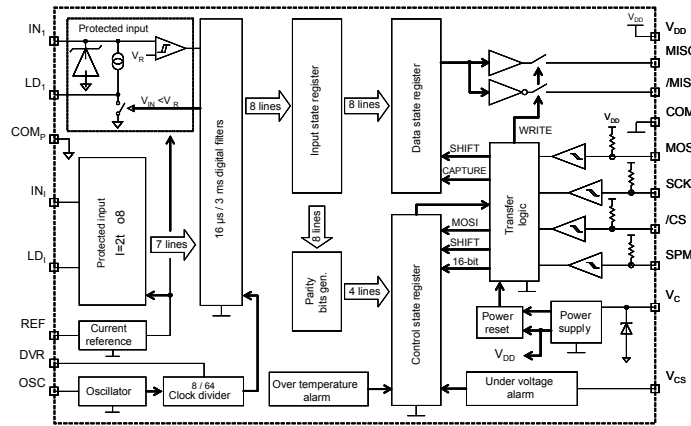 IN1
LD1
COMP
INI
LDI
REF
DVR
OSC
Protected input
VR
VIN <VR
Protected input
I=2t o8
7 lines
Current
reference
Oscillator
8 / 64
Clock divider
16 µs / 3 ms digital filters
8 lines
Input state register
8 lines
8 lines
Parity
bits gen.
4 lines
Over temperature
alarm
Data state register
SHIFT
CAPTURE
WRITE
Transfer
logic
MOSI
SHIFT
16-bit
Control state register
Power
reset
Power
supply
VDD
Under voltage
alarm
VDD
VDD
VDD
MISO
/MISO
COM
MOSI
SCK
/CS
SPM
VC
VCS